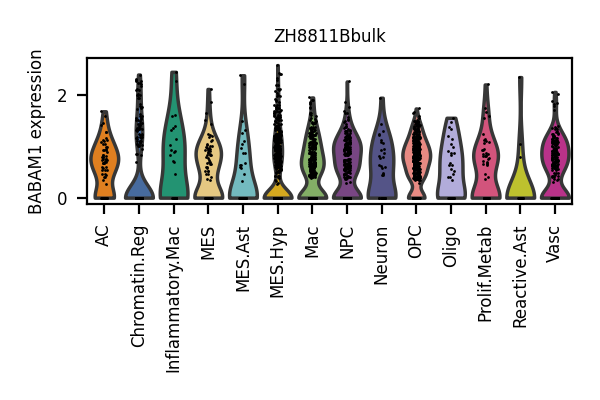 ZH8811Bbulk
BABAM1 expression
2
0
AC
Chromatin.Reg
Inflammatory.Mac
MES
MES.Ast
MES.Hyp
Mac
NPC
Neuron
OPC
Oligo
Prolif.Metab
Reactive.Ast
Vasc